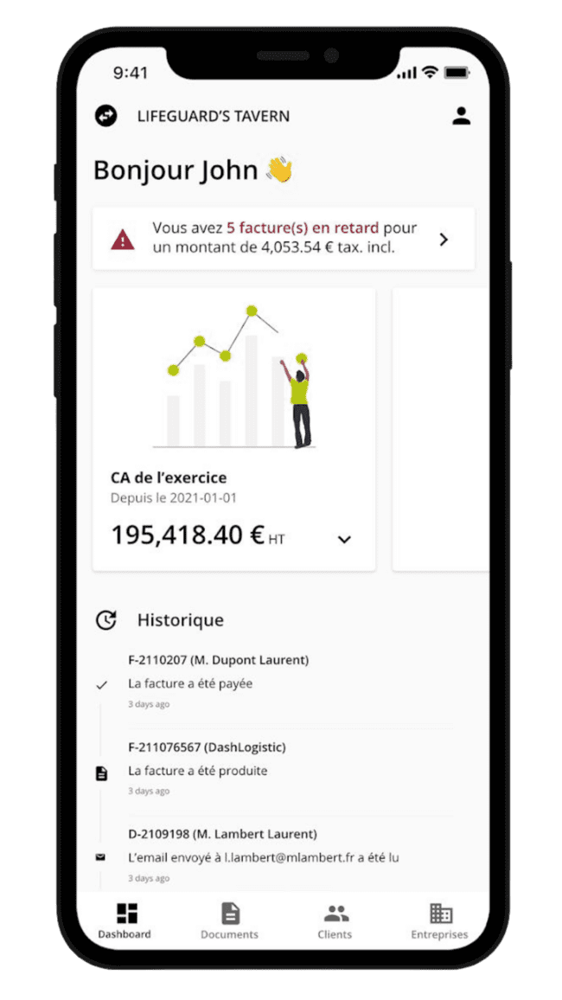 9:41
LIFEGUARD'S TAVERN
Bonjour John 👋
Vous avez 5 facture(s) en retard pour
un montant de 4,053.54 € tax. incl.
CA de l'exercice
Depuis le 2021-01-01
195,418.40 € HT
Historique
F-2110207 (M. Dupont Laurent)
La facture a été payée
3 days ago
F-211076567 (DashLogistic)
La facture a été produite
3 days ago
D-2109198 (M. Lambert Laurent)
L'email envoyé à l.lambert@mlambert.fr a été lu
3 days ago
Dashboard Documents Clients Entreprises